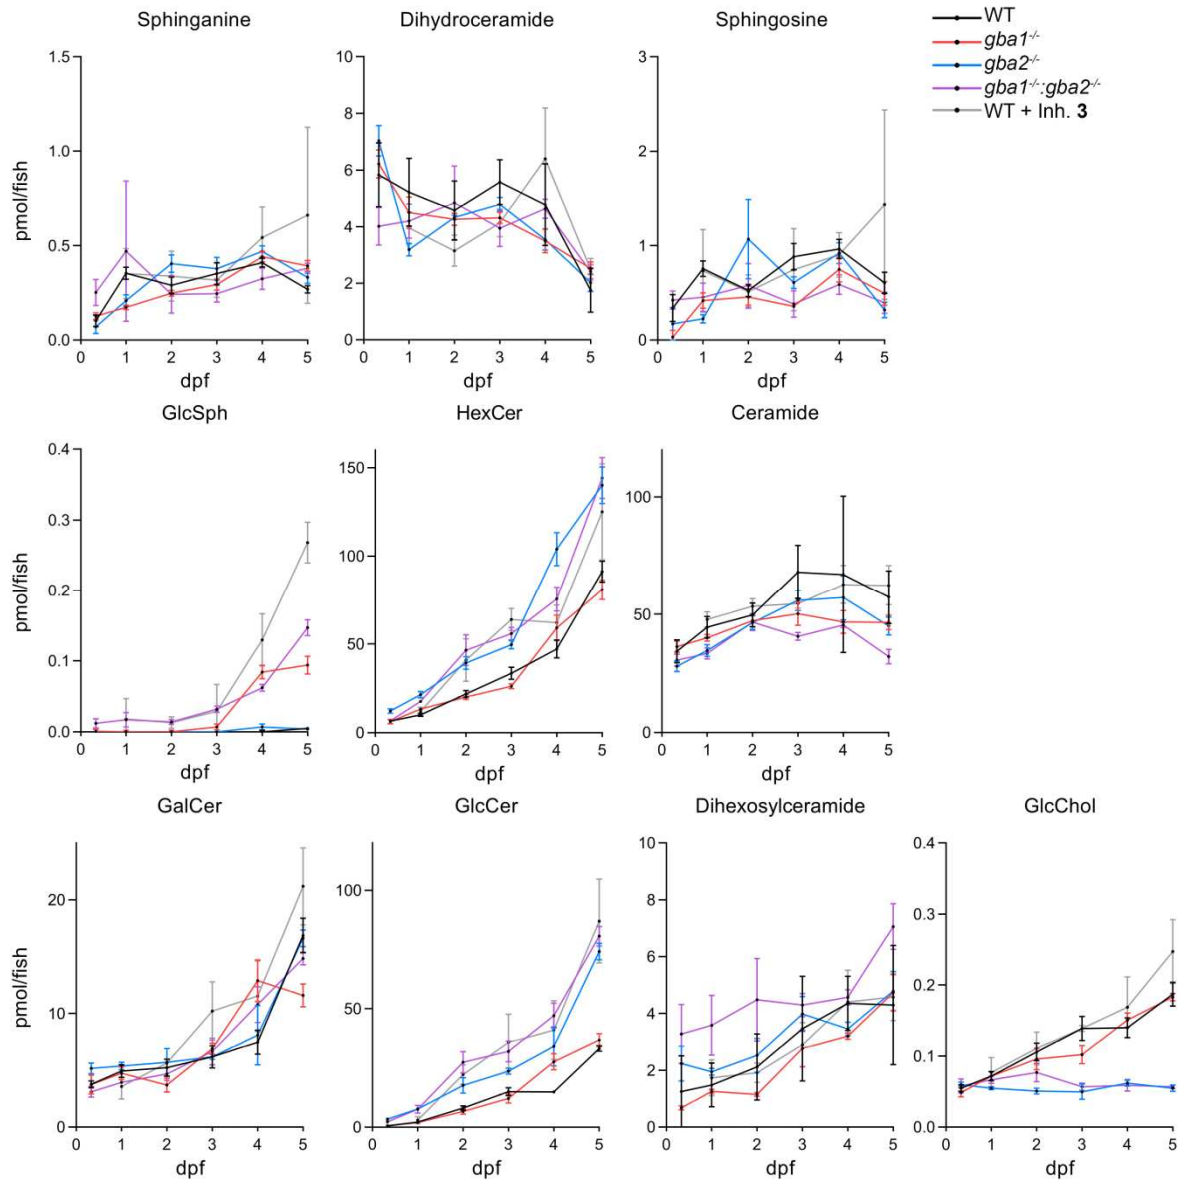 Sphinganine
Dihydroceramide
Sphingosine
WT
gba1-/-
gba2-/-
gba1-/-:gba2-/-
WT + Inh. 3
pmol/fish
1.5
1.0
0.5
0.0
0 1 2 3 4 5
dpf
10
8
6
4
2
0
0 1 2 3 4 5
dpf
3
2
1
0
0 1 2 3 4 5
dpf
GlcSph
HexCer
Ceramide
pmol/fish
0.4
0.3
0.2
0.1
0.0
0 1 2 3 4 5
dpf
150
100
50
0
0 1 2 3 4 5
dpf
100
50
0
0 1 2 3 4 5
dpf
GalCer
GlcCer
Dihexosylceramide
GlcChol
pmol/fish
20
10
0
0 1 2 3 4 5
dpf
100
50
0
0 1 2 3 4 5
dpf
10
8
6
4
2
0
0 1 2 3 4 5
dpf
0.4
0.3
0.2
0.1
0.0
0 1 2 3 4 5
dpf